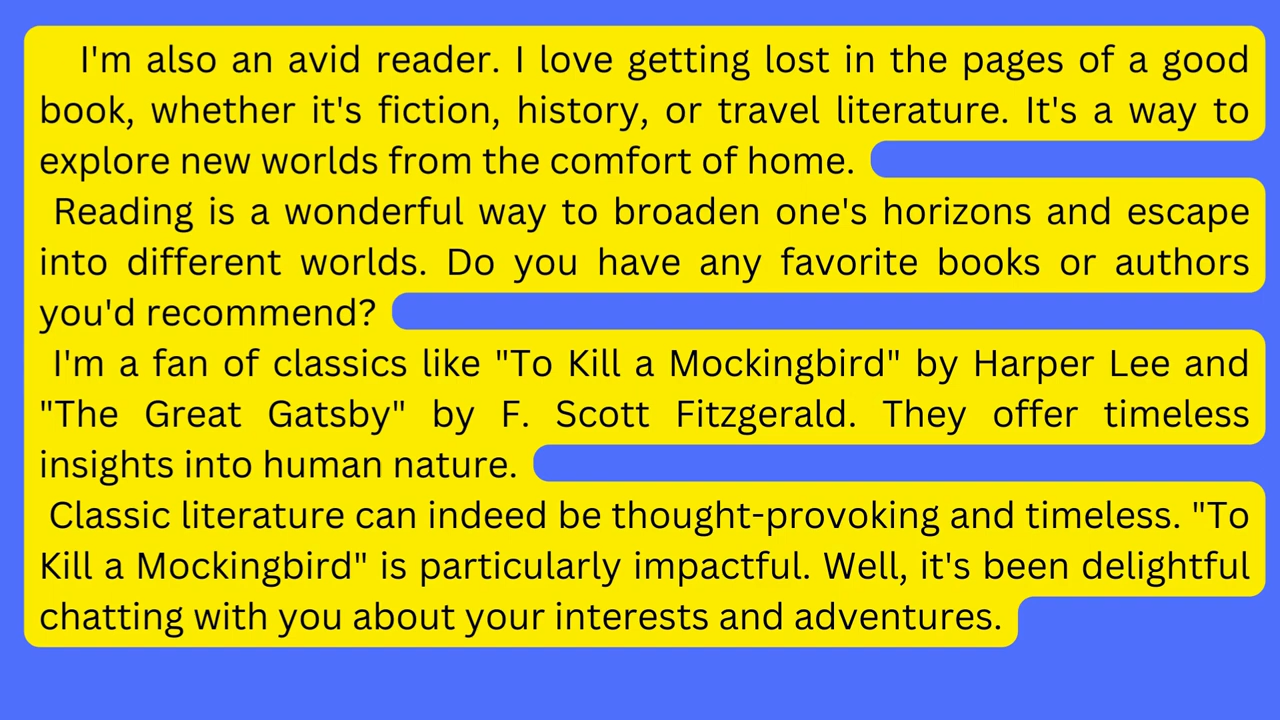 I'm also an avid reader. I love getting lost in the pages of a good
book, whether it's fiction, history, or travel literature. It's a way to
explore new worlds from the comfort of home.
Reading is a wonderful way to broaden one's horizons and escape
into different worlds. Do you have any favorite books or authors
you'd recommend?
I'm a fan of classics like "To Kill a Mockingbird" by Harper Lee and
"The Great Gatsby" by F. Scott Fitzgerald. They offer timeless
insights into human nature.
Classic literature can indeed be thought-provoking and timeless. "To
Kill a Mockingbird" is particularly impactful. Well, it's been delightful
chatting with you about your interests and adventures.